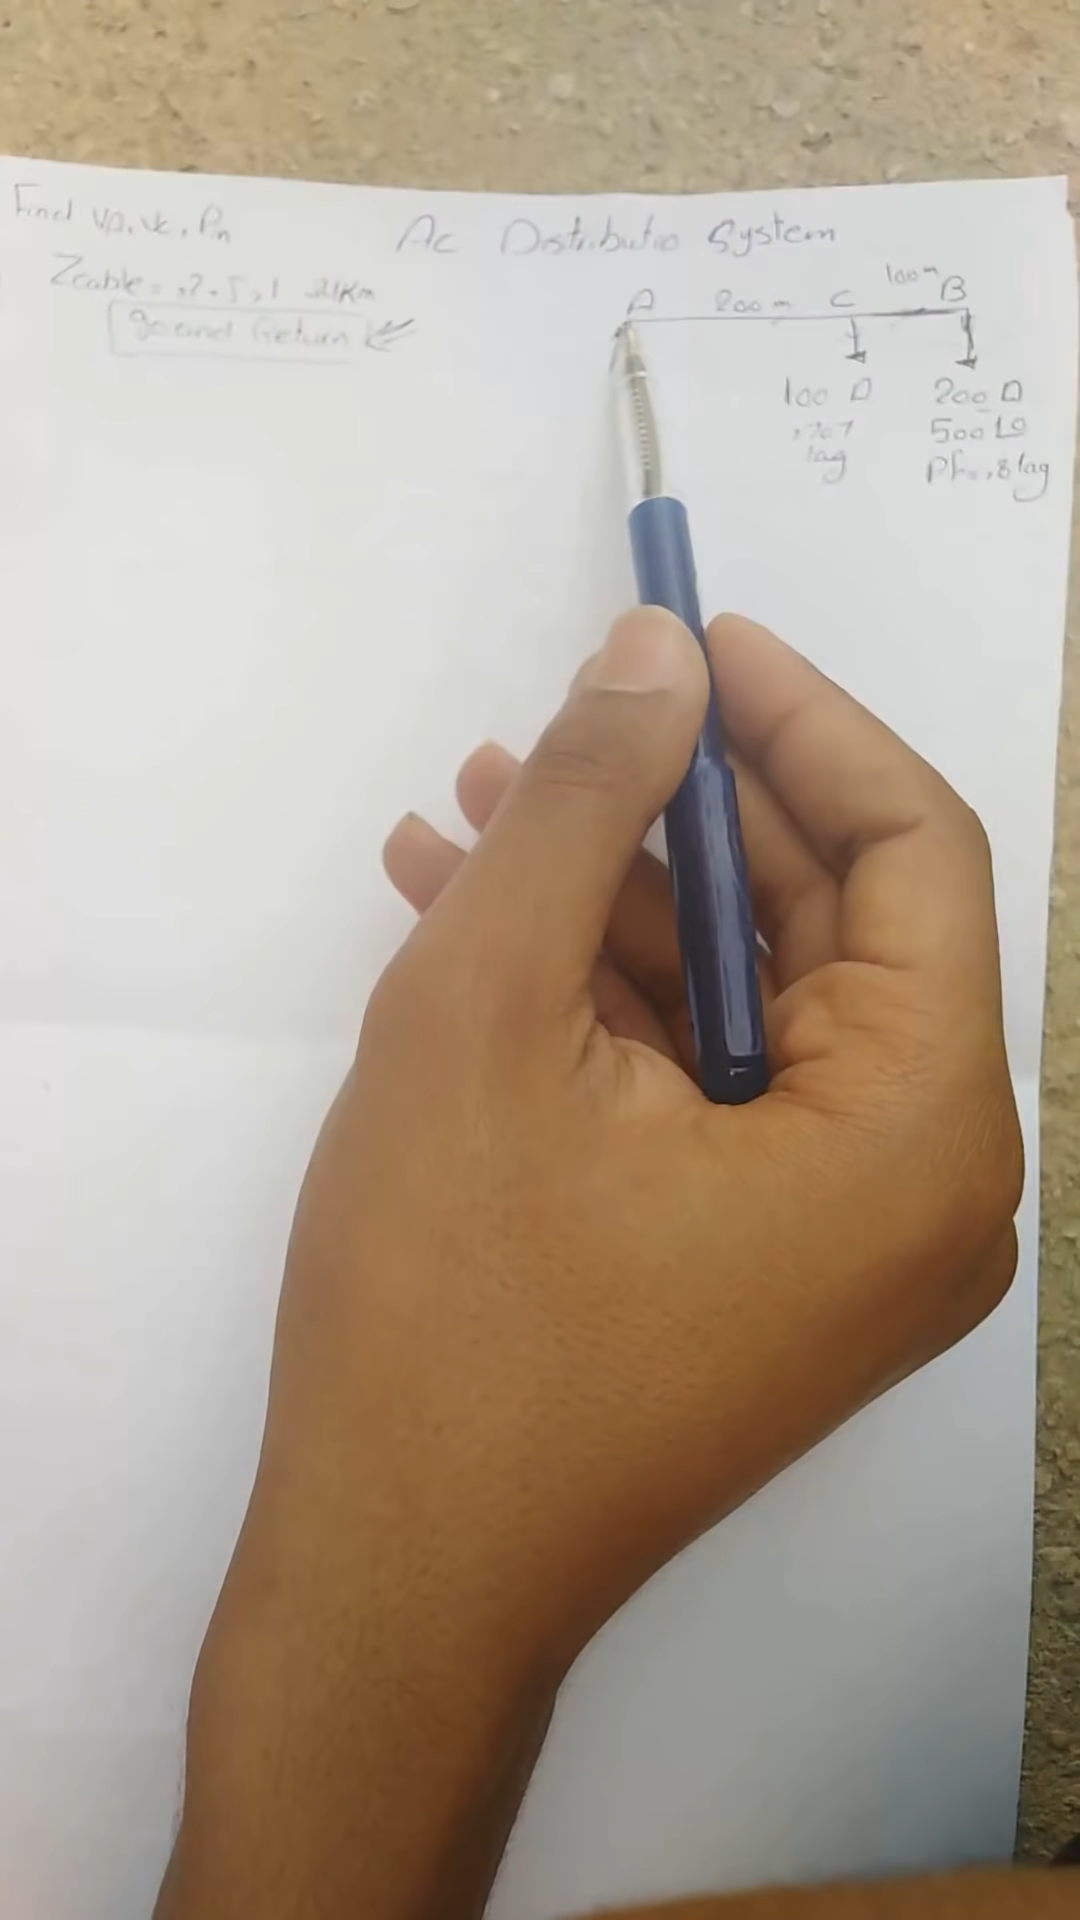 Find VA, Vc, Pin
Ac Distributio System
Zcable = ,2 + J,1 Ω/Km
go and return
A 200 m C 100 m B
100 A
,707
lag
200 A
500 L0
Pf = ,8 lag